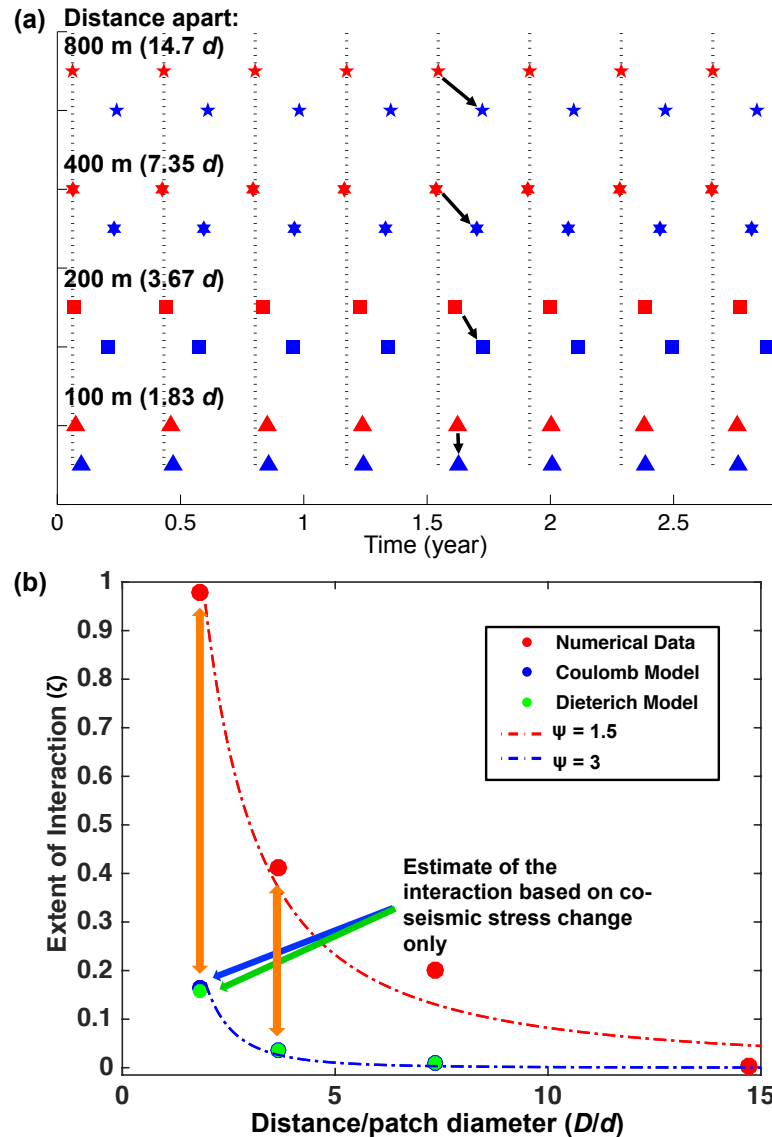 (a)
Distance apart:
800 m (14.7 d)
400 m (7.35 d)
200 m (3.67 d)
100 m (1.83 d)
0
0.5
1
1.5
2
2.5
Time (year)
(b)
1
0.9
0.8
0.7
0.6
0.5
0.4
0.3
0.2
0.1
0
Extent of Interaction (ζ)
Numerical Data
Coulomb Model
Dieterich Model
ψ = 1.5
ψ = 3
Estimate of the
interaction based on co-
seismic stress change
only
0
5
10
15
Distance/patch diameter (D/d)